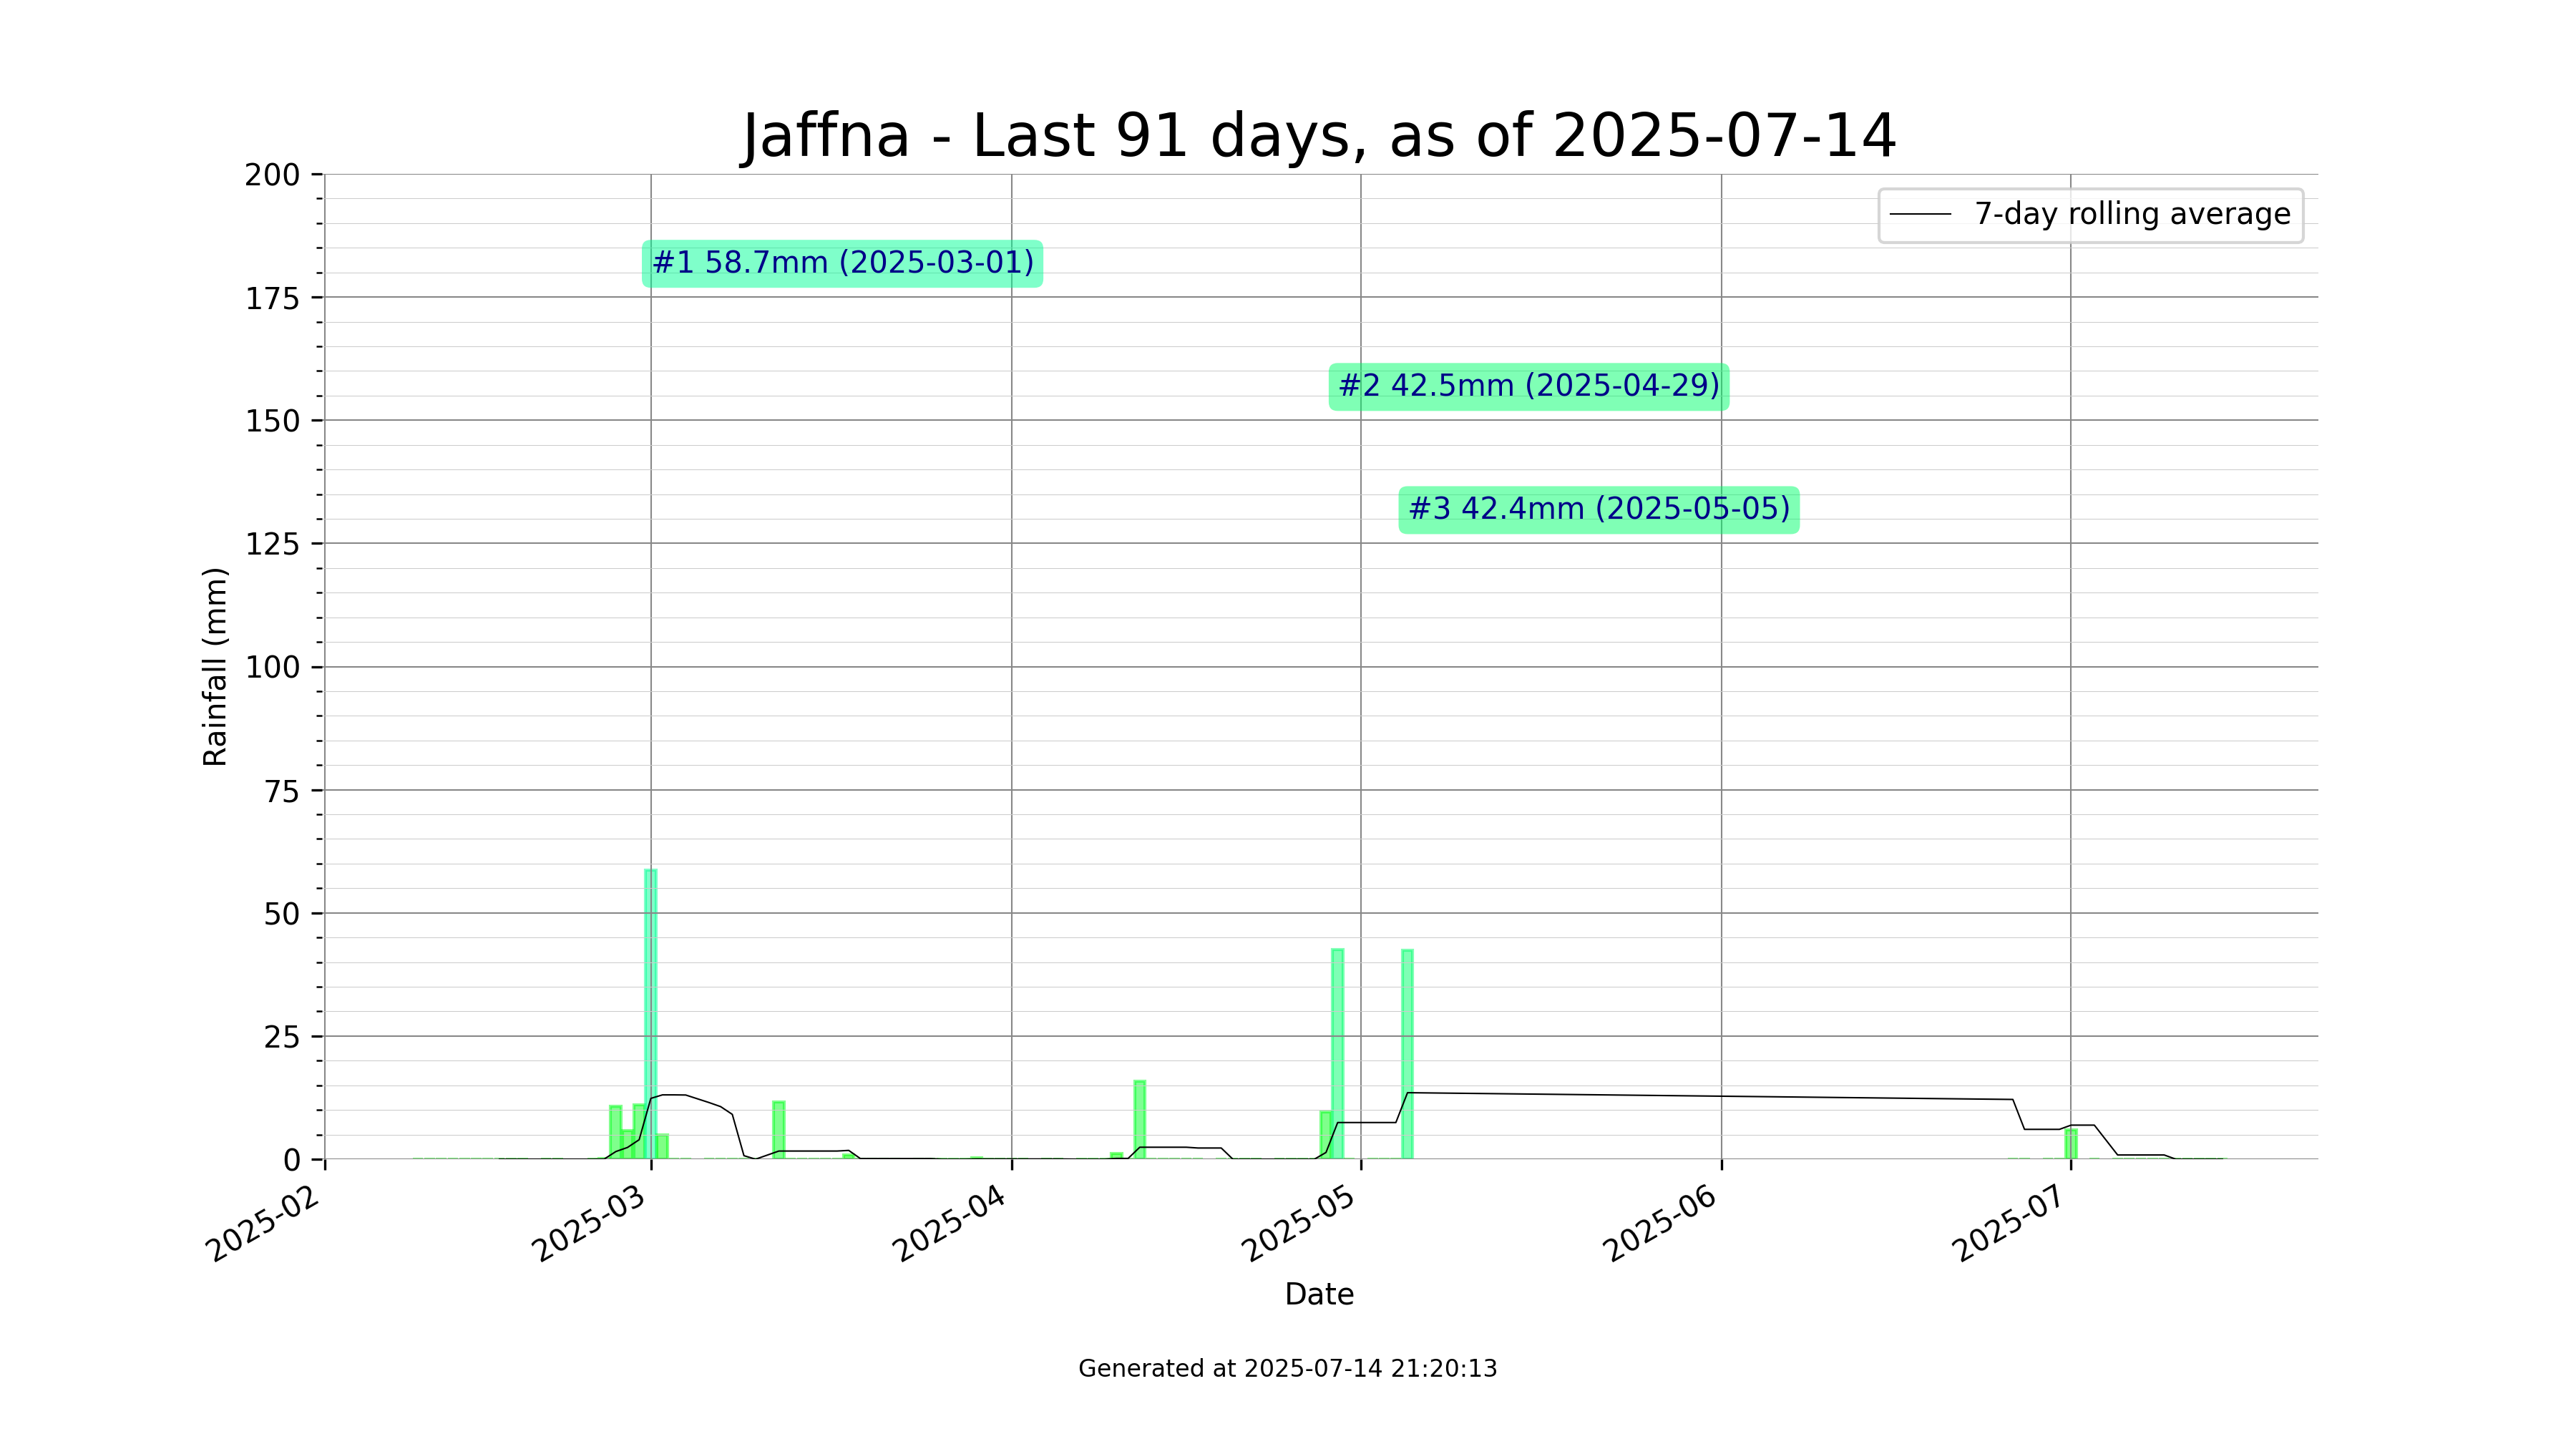 Jaffna - Last 91 days, as of 2025-07-14
7-day rolling average
#1 58.7mm (2025-03-01)
#2 42.5mm (2025-04-29)
#3 42.4mm (2025-05-05)
Rainfall (mm)
200
175
150
125
100
75
50
25
0
2025-02
2025-03
2025-04
2025-05
2025-06
2025-07
Date
Generated at 2025-07-14 21:20:13